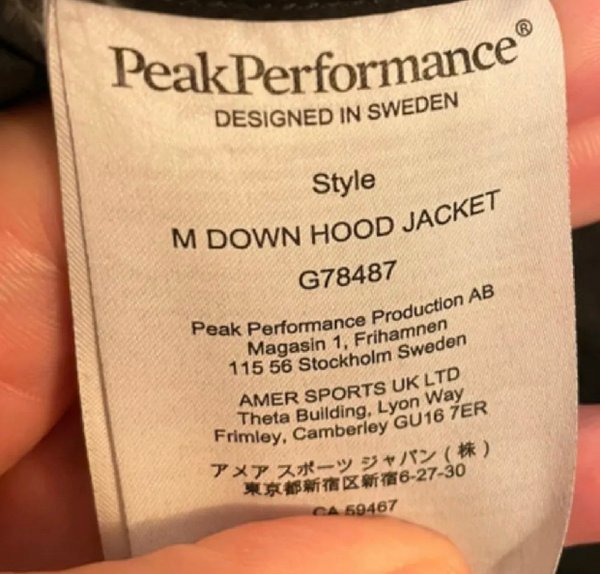 PeakPerformance®
DESIGNED IN SWEDEN
Style
M DOWN HOOD JACKET
G78487
Peak Performance Production AB
Magasin 1, Frihamnen
115 56 Stockholm Sweden
AMER SPORTS UK LTD
Theta Building, Lyon Way
Frimley, Camberley GU16 7ER
アメア スポーツ ジャパン ( 株 )
東京都新宿区新宿6-27-30
CA 59467